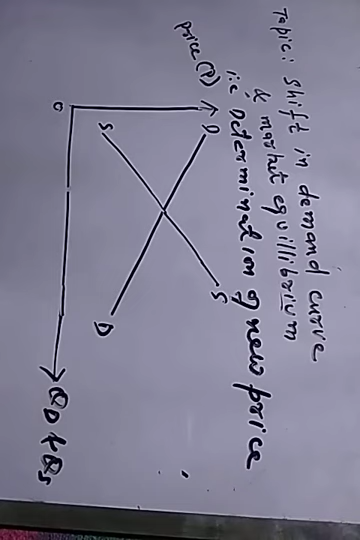 Topic: Shift in demand curve
& market equillibrium
i.e Determination of new price
Price (P)
D
S
S
D
O
QD & QS